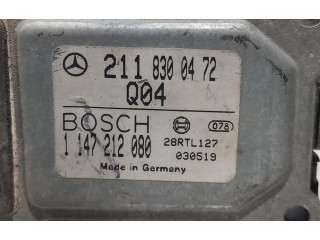 211 830 04 72
Q04
BOSCH 078
1 147 212 080 28RTL127
030519
Made in Germany